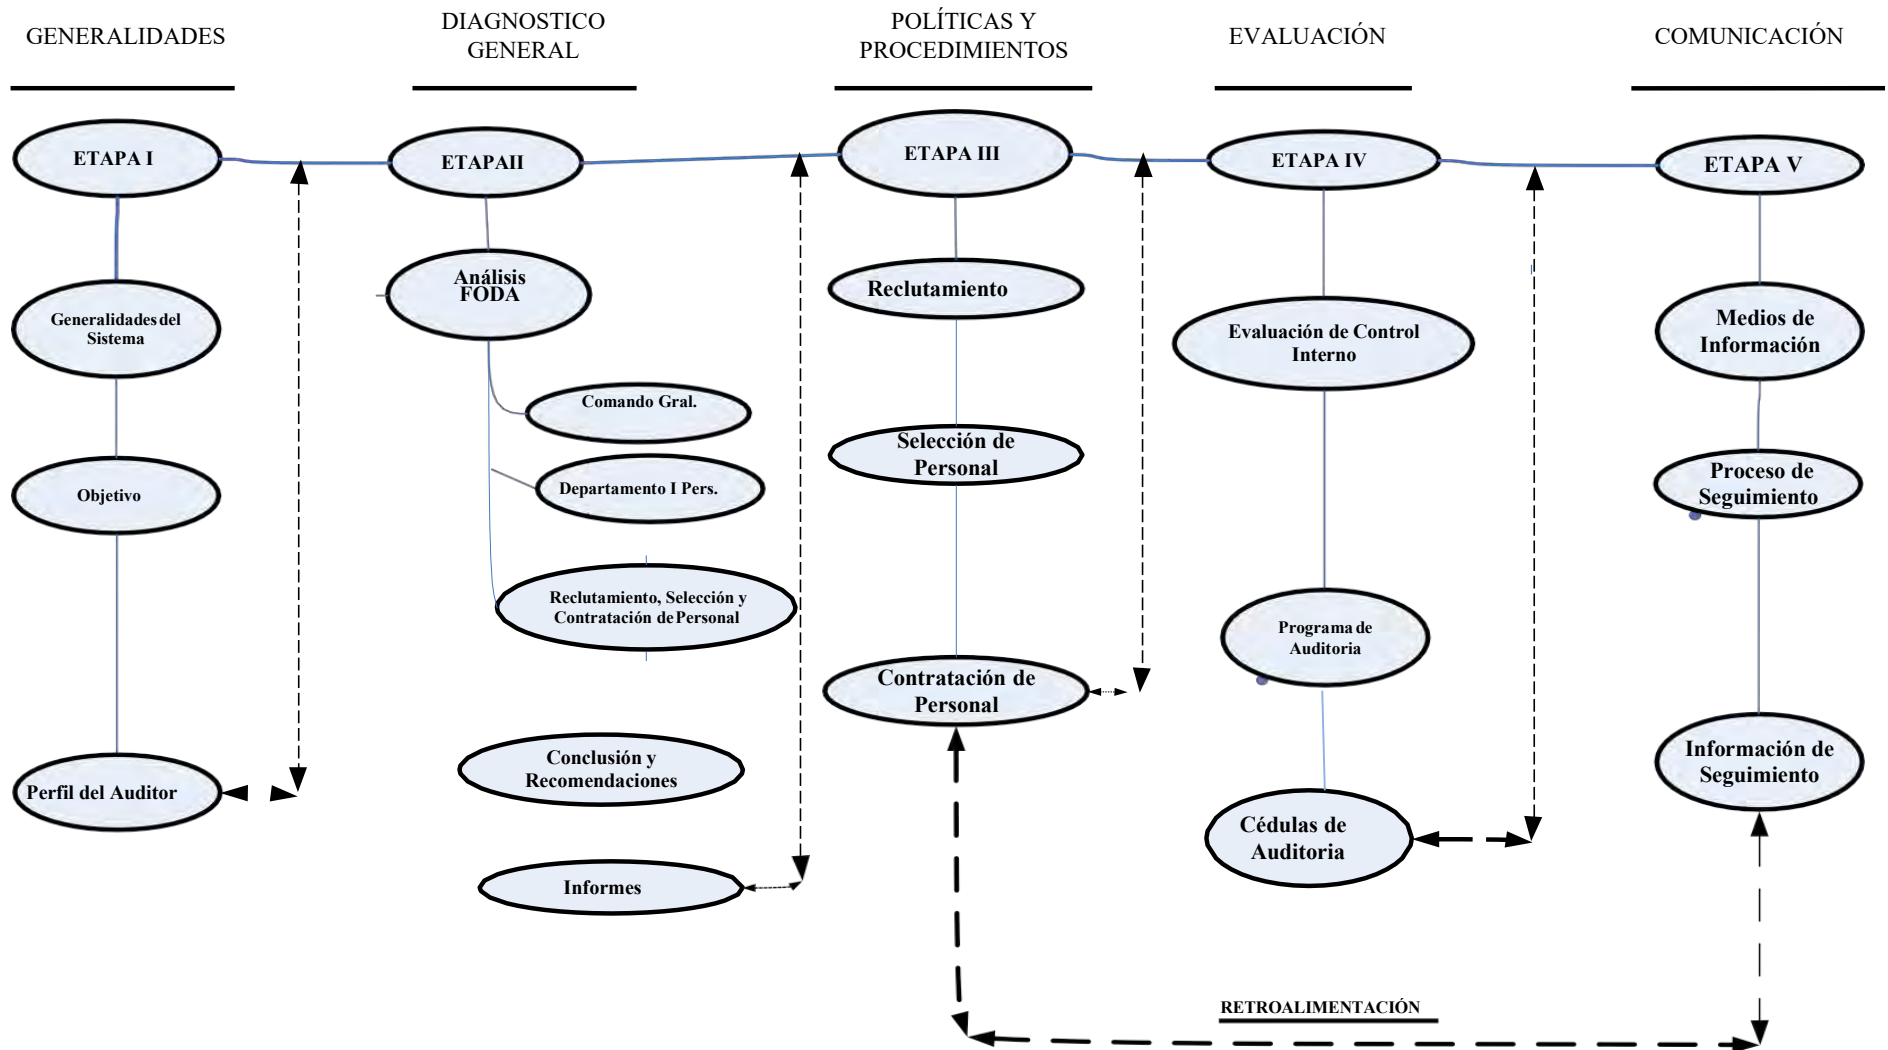 GENERALIDADES
DIAGNOSTICO
GENERAL
POLÍTICAS Y
PROCEDIMIENTOS
EVALUACIÓN
COMUNICACIÓN
ETAPA I
ETAPAII
ETAPA III
ETAPA IV
ETAPA V
Generalidades del
Sistema
Objetivo
Perfil del Auditor
Análisis
FODA
Comando Gral.
Departamento I Pers.
Reclutamiento, Selección y
Contratación de Personal
Conclusión y
Recomendaciones
Informes
Reclutamiento
Selección de
Personal
Contratación de
Personal
Evaluación de Control
Interno
Programa de
Auditoria
Cédulas de
Auditoria
Medios de
Información
Proceso de
Seguimiento
Información de
Seguimiento
RETROALIMENTACIÓN